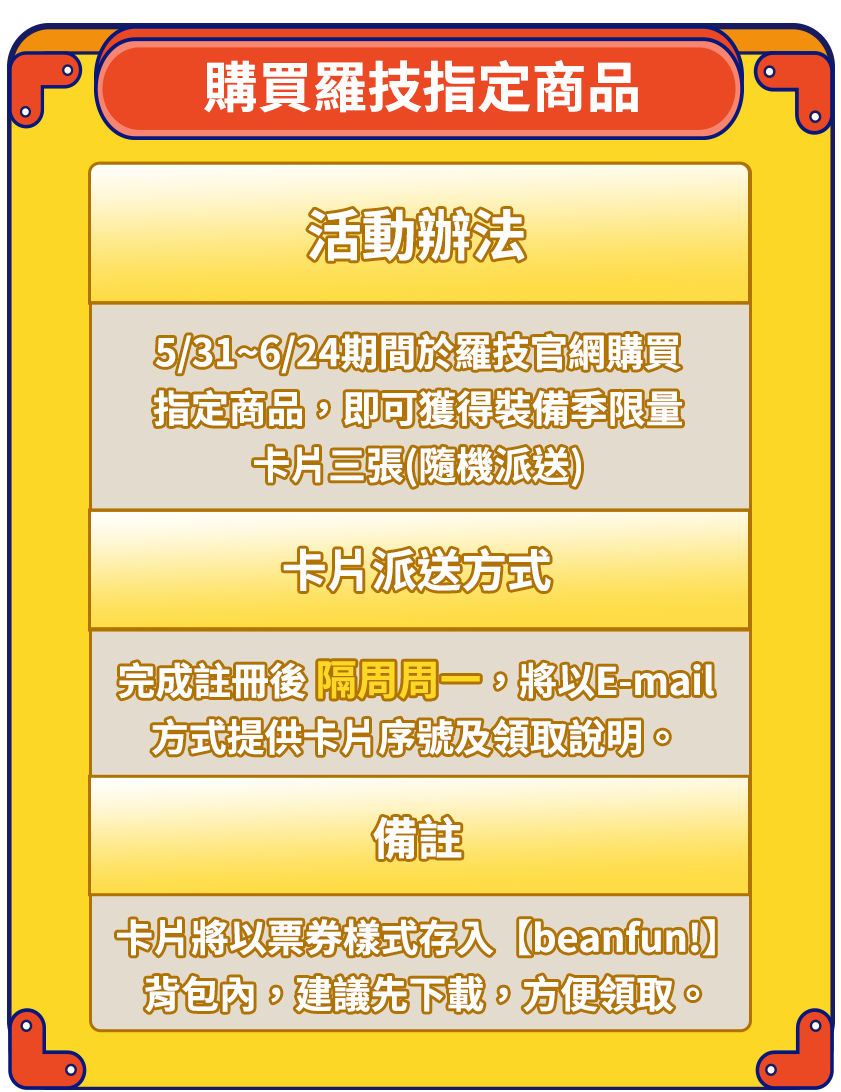 購買羅技指定商品
活動辦法
5/31~6/24期間於羅技官網購買
指定商品，即可獲得裝備季限量
卡片三張(隨機派送)
卡片派送方式
完成註冊後 隔周周一，將以E-mail
方式提供卡片序號及領取說明。
備註
卡片將以票券樣式存入【beanfun!】
背包內，建議先下載，方便領取。